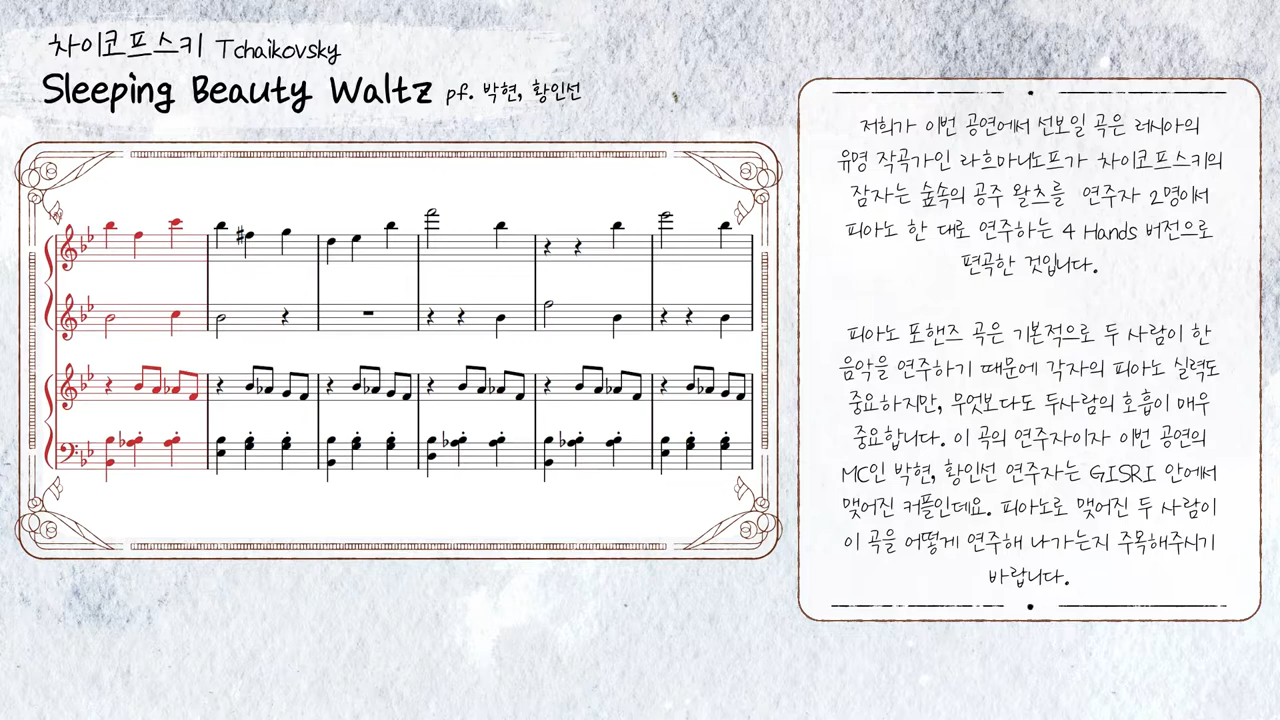 차이코프스키 Tchaikovsky
Sleeping Beauty Waltz pf. 박현, 황인선
저희가 이번 공연에서 선보일 곡은 러시아의
유명 작곡가인 라흐마니노프가 차이코프스키의
잠자는 숲속의 공주 왈츠를 연주자 2명이서
피아노 한 대로 연주하는 4 Hands 버전으로
편곡한 것입니다.
피아노 포핸즈 곡은 기본적으로 두 사람이 한
음악을 연주하기 때문에 각자의 피아노 실력도
중요하지만, 무엇보다도 두사람의 호흡이 매우
중요합니다. 이 곡의 연주자이자 이번 공연의
MC인 박현, 황인선 연주자는 GISRI 안에서
맺어진 커플인데요. 피아노로 맺어진 두 사람이
이 곡을 어떻게 연주해 나가는지 주목해주시기
바랍니다.